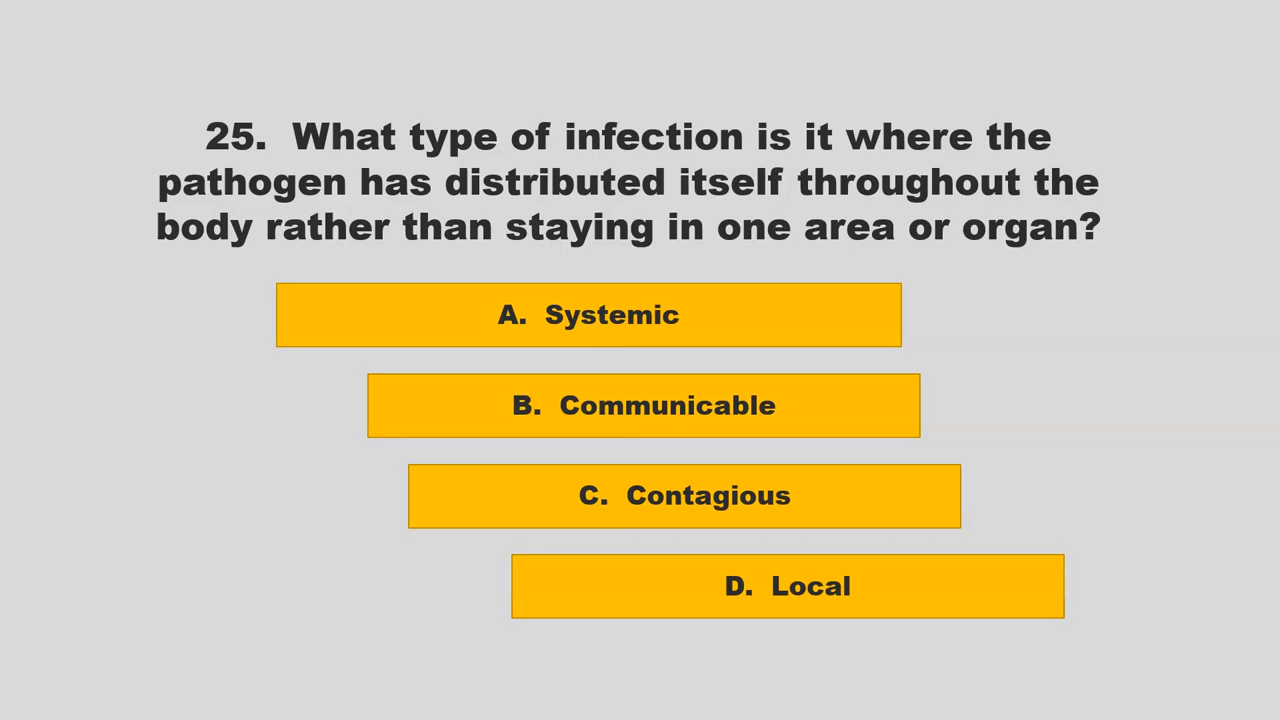 25.  What type of infection is it where the
pathogen has distributed itself throughout the
body rather than staying in one area or organ?
A.  Systemic
B.  Communicable
C.  Contagious
D.  Local